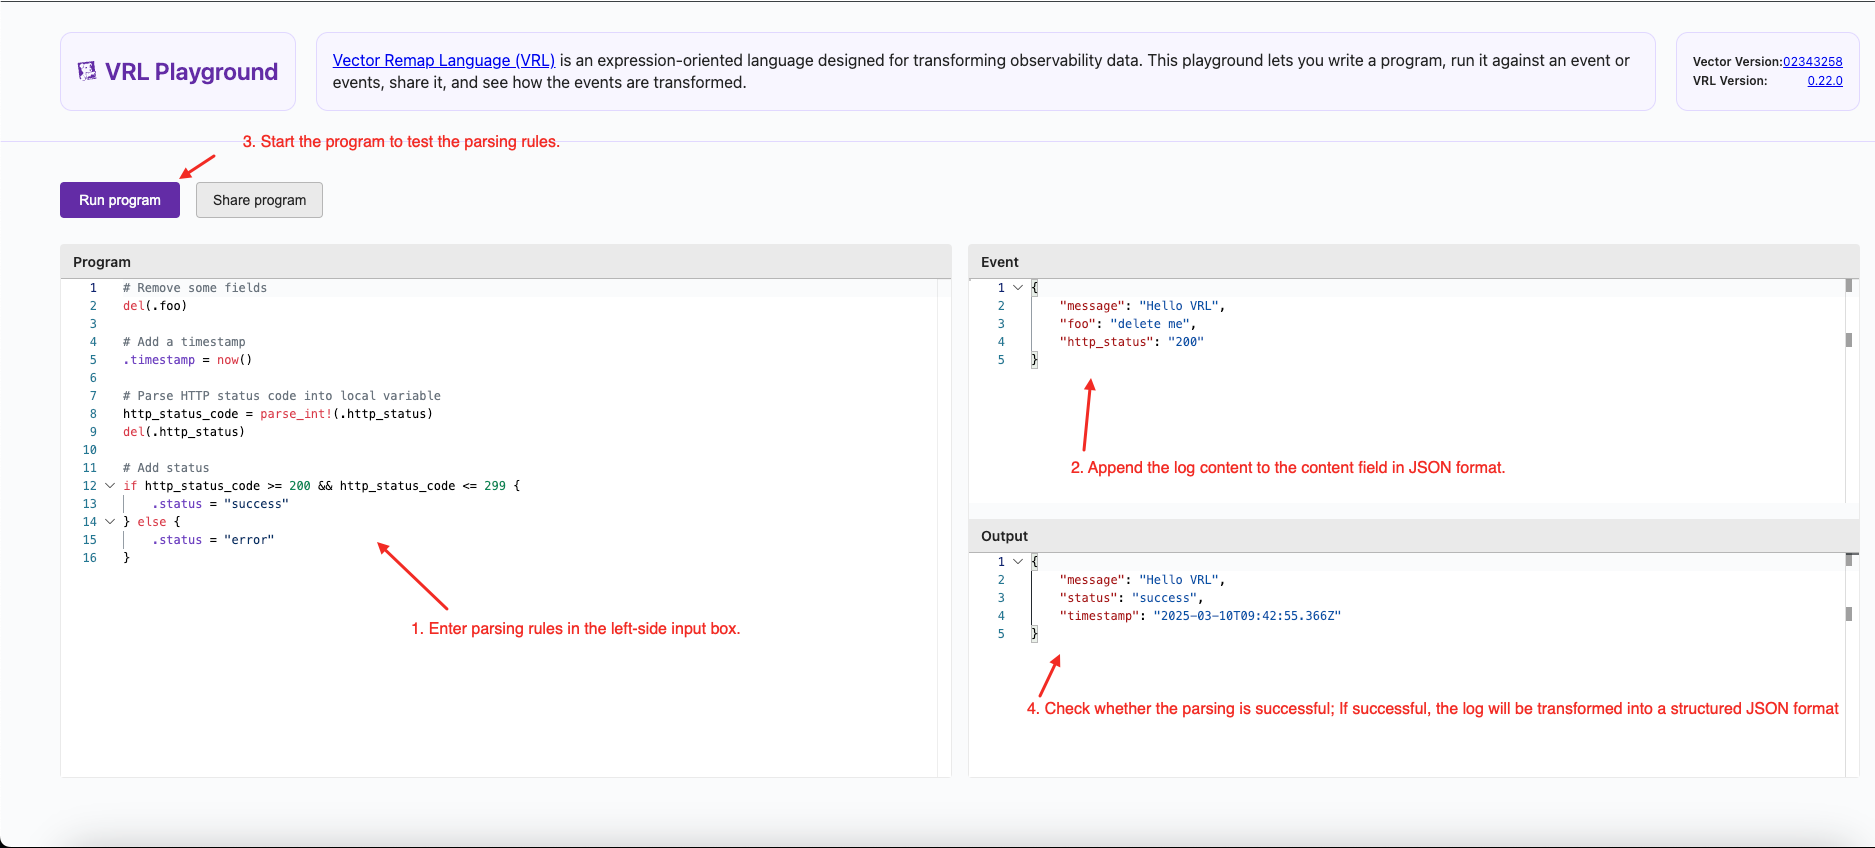 VRL Playground
Vector Remap Language (VRL) is an expression-oriented language designed for transforming observability data. This playground lets you write a program, run it against an event or
events, share it, and see how the events are transformed.
Vector Version:02343258
VRL Version: 0.22.0
3. Start the program to test the parsing rules.
Run program
Share program
Program
1 # Remove some fields
2 del(.foo)
3
4 # Add a timestamp
5 .timestamp = now()
6
7 # Parse HTTP status code into local variable
8 http_status_code = parse_int!(.http_status)
9 del(.http_status)
10
11 # Add status
12 if http_status_code >= 200 && http_status_code <= 299 {
13     .status = "success"
14 } else {
15     .status = "error"
16 }
1. Enter parsing rules in the left-side input box.
Event
1 {
2     "message": "Hello VRL",
3     "foo": "delete me",
4     "http_status": "200"
5 }
2. Append the log content to the content field in JSON format.
Output
1 {
2     "message": "Hello VRL",
3     "status": "success",
4     "timestamp": "2025-03-10T09:42:55.366Z"
5 }
4. Check whether the parsing is successful; If successful, the log will be transformed into a structured JSON format